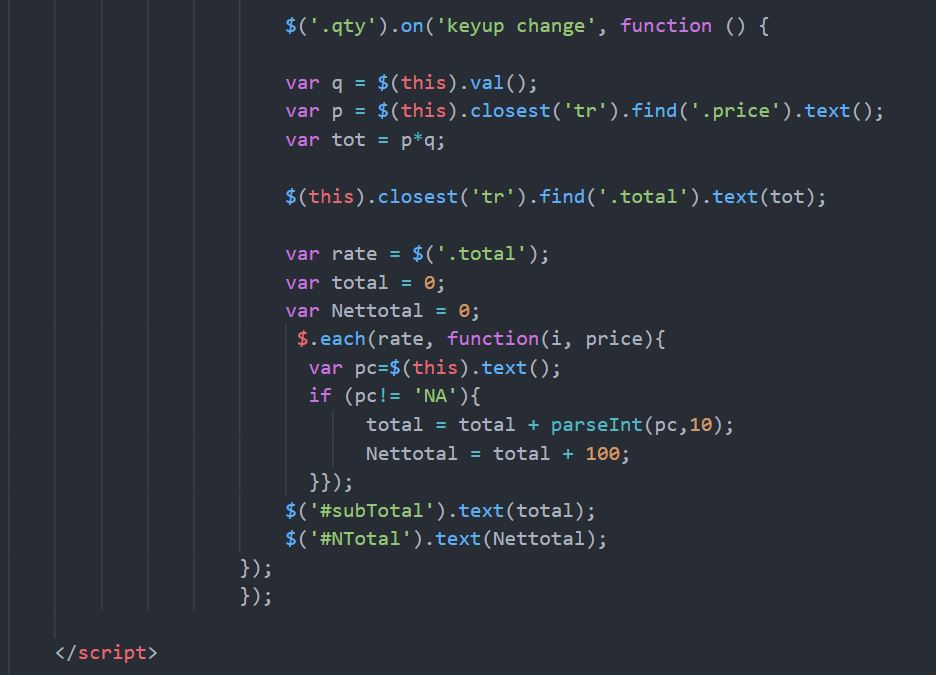 $('.qty').on('keyup change', function () {
var q = $(this).val();
var p = $(this).closest('tr').find('.price').text();
var tot = p*q;
$(this).closest('tr').find('.total').text(tot);
var rate = $('.total');
var total = 0;
var Nettotal = 0;
$.each(rate, function(i, price){
var pc=$(this).text();
if (pc!= 'NA'){
total = total + parseInt(pc,10);
Nettotal = total + 100;
}});
$('#subTotal').text(total);
$('#NTotal').text(Nettotal);
});
});
</script>